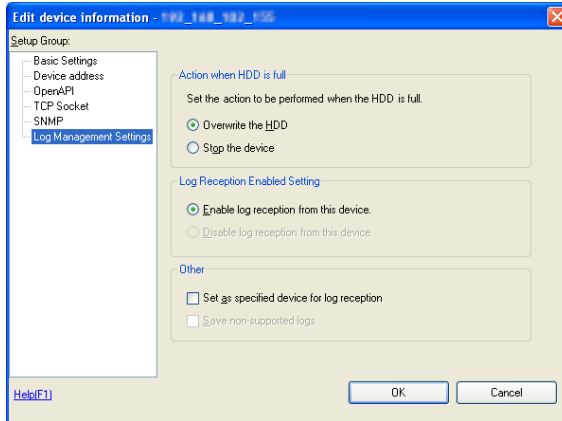 Edit device information -
Setup Group:
Basic Settings
Device address
OpenAPI
TCP Socket
SNMP
Log Management Settings
Action when HDD is full
Set the action to be performed when the HDD is full.
Overwrite the HDD
Stop the device
Log Reception Enabled Setting
Enable log reception from this device.
Disable log reception from this device
Other
Set as specified device for log reception
Save non-supported logs
Help(F1)
OK
Cancel